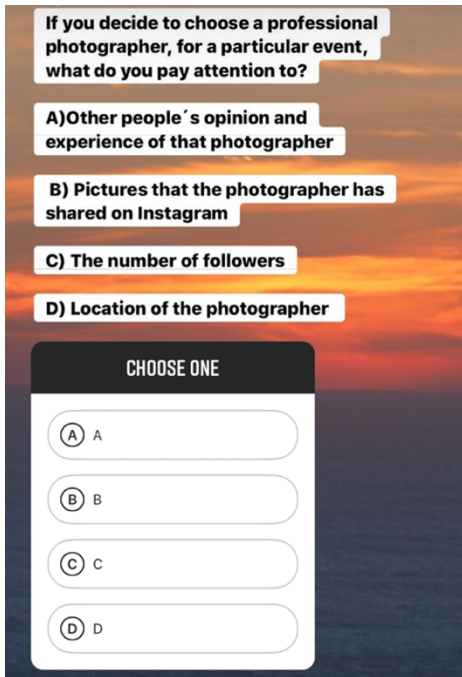 If you decide to choose a professional
photographer, for a particular event,
what do you pay attention to?
A)Other people´s opinion and
experience of that photographer
B) Pictures that the photographer has
shared on Instagram
C) The number of followers
D) Location of the photographer
CHOOSE ONE
A A
B B
C C
D D